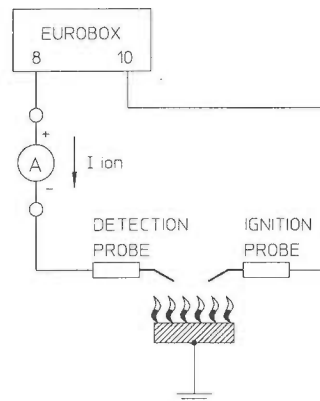 EUROBOX
8 10
+
A I ion
-
DETECTION PROBE
IGNITION PROBE